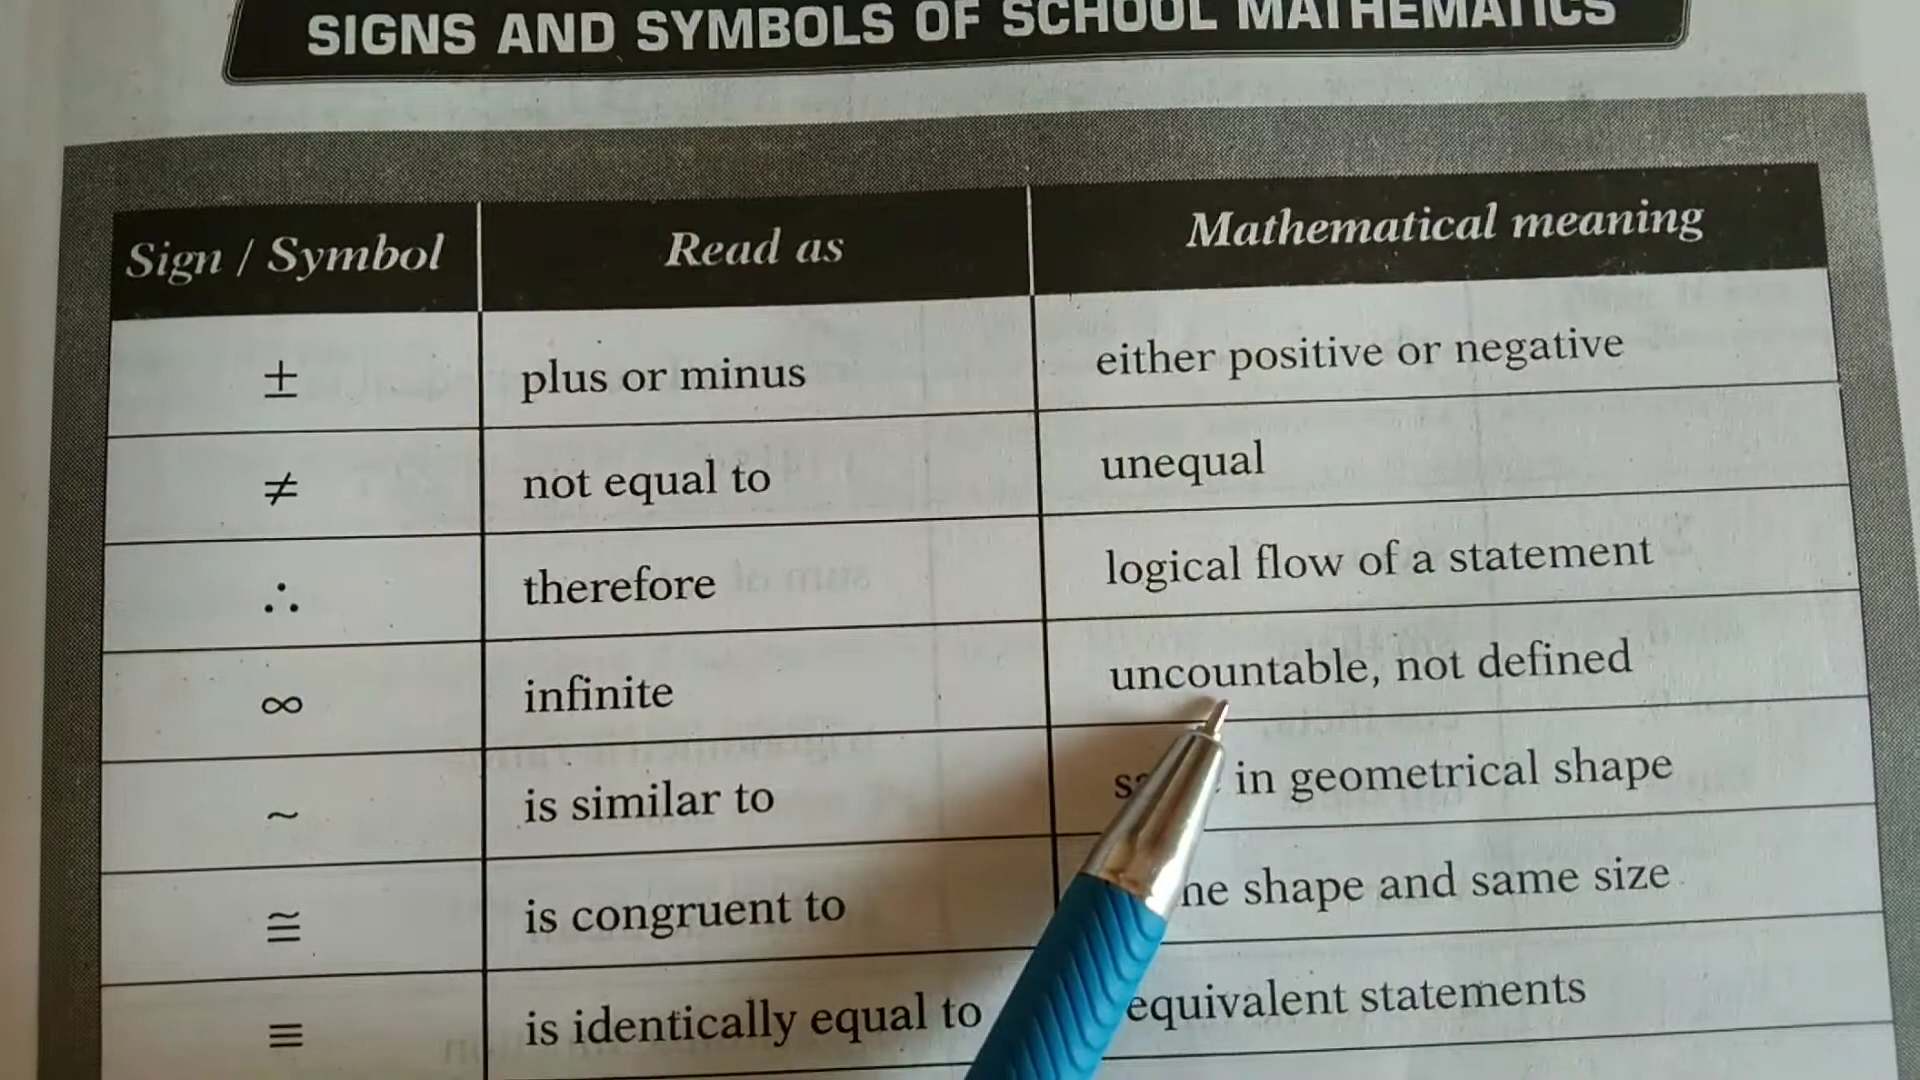 SIGNS AND SYMBOLS OF SCHOOL MATHEMATICS
Sign / Symbol Read as Mathematical meaning
± plus or minus either positive or negative
≠ not equal to unequal
∴ therefore logical flow of a statement
∞ infinite uncountable, not defined
~ is similar to in geometrical shape
≅ is congruent to shape and same size
≡ is identically equal to equivalent statements